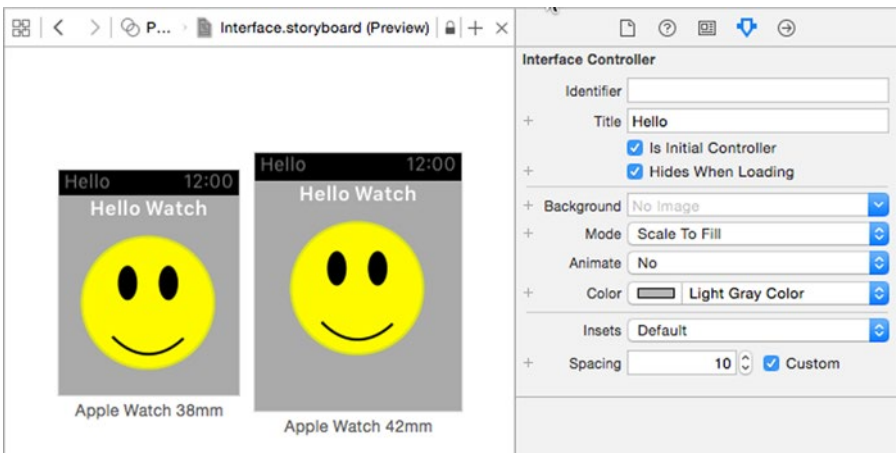 P... Interface.storyboard (Preview)
Hello 12:00
Hello Watch
Apple Watch 38mm
Hello 12:00
Hello Watch
Apple Watch 42mm
Interface Controller
Identifier
Title Hello
Is Initial Controller
Hides When Loading
Background No Image
Mode Scale To Fill
Animate No
Color Light Gray Color
Insets Default
Spacing 10 Custom